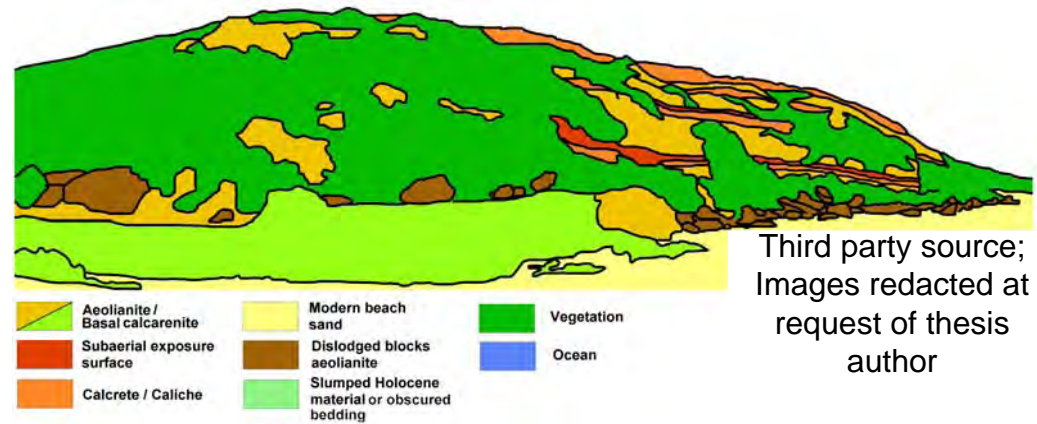 Third party source;
Images redacted at
request of thesis
author
Aeolianite /
Basal calcarenite
Subaerial exposure
surface
Calcrete / Caliche
Modern beach
sand
Dislodged blocks
aeolianite
Slumped Holocene
material or obscured
bedding
Vegetation
Ocean